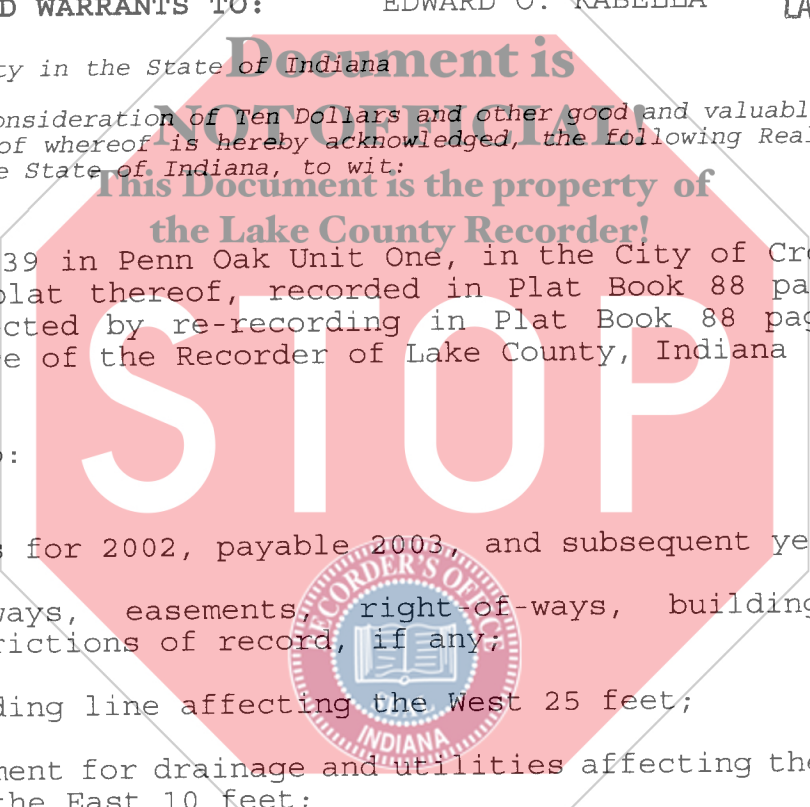 D WARRANTS TO: EDWARD O. RABELLA LA
ty in the State of Indiana
Document is
onsideration of Ten Dollars and other good and valuabl
NOT OFFICIAL!
of whereof is hereby acknowledged, the following Real
e State of Indiana, to wit:
This Document is the property of
the Lake County Recorder!
39 in Penn Oak Unit One, in the City of Cro
plat thereof, recorded in Plat Book 88 pa
ected by re-recording in Plat Book 88 pag
e of the Recorder of Lake County, Indiana
STOP
o:
s for 2002, payable 2003, and subsequent ye
RECORDER'S OFFICE
ways, easements, right-of-ways, building
rictions of record, if any;
ding line affecting the West 25 feet;
INDIANA
ment for drainage and utilities affecting the
the East 10 feet;